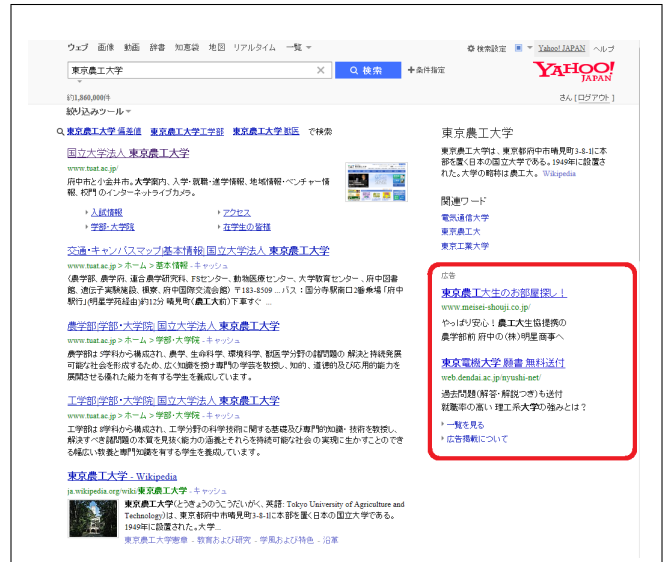 ウェブ 画像 動画 辞書 知恵袋 地図 リアルタイム 一覧
検索設定 Yahoo! JAPAN ヘルプ
東京農工大学
検索
+条件指定
YAHOO!
JAPAN
約1,860,000件
さん [ログアウト]
絞り込みツール
東京農工大学 偏差値 東京農工大学工学部 東京農工大学 獣医 で検索
国立大学法人 東京農工大学
www.tuat.ac.jp/
府中市と小金井市。大学案内、入学・就職・進学情報、地域情報・ベンチャー情
報、校門のインターネットライブカメラ。
入試情報
アクセス
学部・大学院
在学生の皆様
交通・キャンパスマップ|基本情報| 国立大学法人 東京農工大学
www.tuat.ac.jp > ホーム > 基本情報 - キャッシュ
(農学部、農学府、連合農学研究科、FSセンター、動物医療センター、大学教育センター、府中図書
館、遺伝子実験施設、櫻寮、府中国際交流会館) 〒183-8509 ... バス : 国分寺駅南口2番乗場「府中
駅行」(明星学苑経由)約12分 晴見町(農工大前)下車すぐ ...
農学部|学部・大学院| 国立大学法人 東京農工大学
www.tuat.ac.jp > ホーム > 学部・大学院 - キャッシュ
農学部は 5学科から構成され、農学、生命科学、環境科学、獣医学分野の諸問題の 解決と持続発展
可能な社会を形成するため、広く知識を授け専門の学芸を教授し、知的、道徳的及び応用的能力を
展開させる優れた能力を有する学生を養成しています。
工学部|学部・大学院| 国立大学法人 東京農工大学
www.tuat.ac.jp > ホーム > 学部・大学院 - キャッシュ
工学部は 8学科から構成され、工学分野の科学技術に関する基礎及び専門的知識・ 技術を教授し、
解決すべき諸問題の本質を見抜く能力の涵養とそれらを持続可能な社会 の実現に生かすことのでき
る幅広い教養と専門知識を有する学生を養成しています。
東京農工大学 - Wikipedia
ja.wikipedia.org/wiki/東京農工大学 - キャッシュ
東京農工大学(とうきょうのうこうだいがく、英語: Tokyo University of Agriculture and
Technology)は、東京都府中市晴見町3-8-1に本部を置く日本の国立大学である。
1949年に設置された。大学...
東京農工大学憲章 - 教育および研究 - 学風および特色 - 沿革
東京農工大学
東京農工大学は、東京都府中市晴見町3-8-1に本
部を置く日本の国立大学である。1949年に設置さ
れた。大学の略称は農工大。 Wikipedia
関連ワード
電気通信大学
東京農工大
東京工業大学
広告
東京農工大生のお部屋探し！
www.meisei-shouji.co.jp/
やっぱり安心！農工大生協提携の
農学部前 府中の(株)明星商事へ
東京電機大学 願書 無料送付
web.dendai.ac.jp/nyushi-net/
過去問題(解答・解説つき)も送付
就職率の高い 理工系大学の強みとは？
一覧を見る
広告掲載について